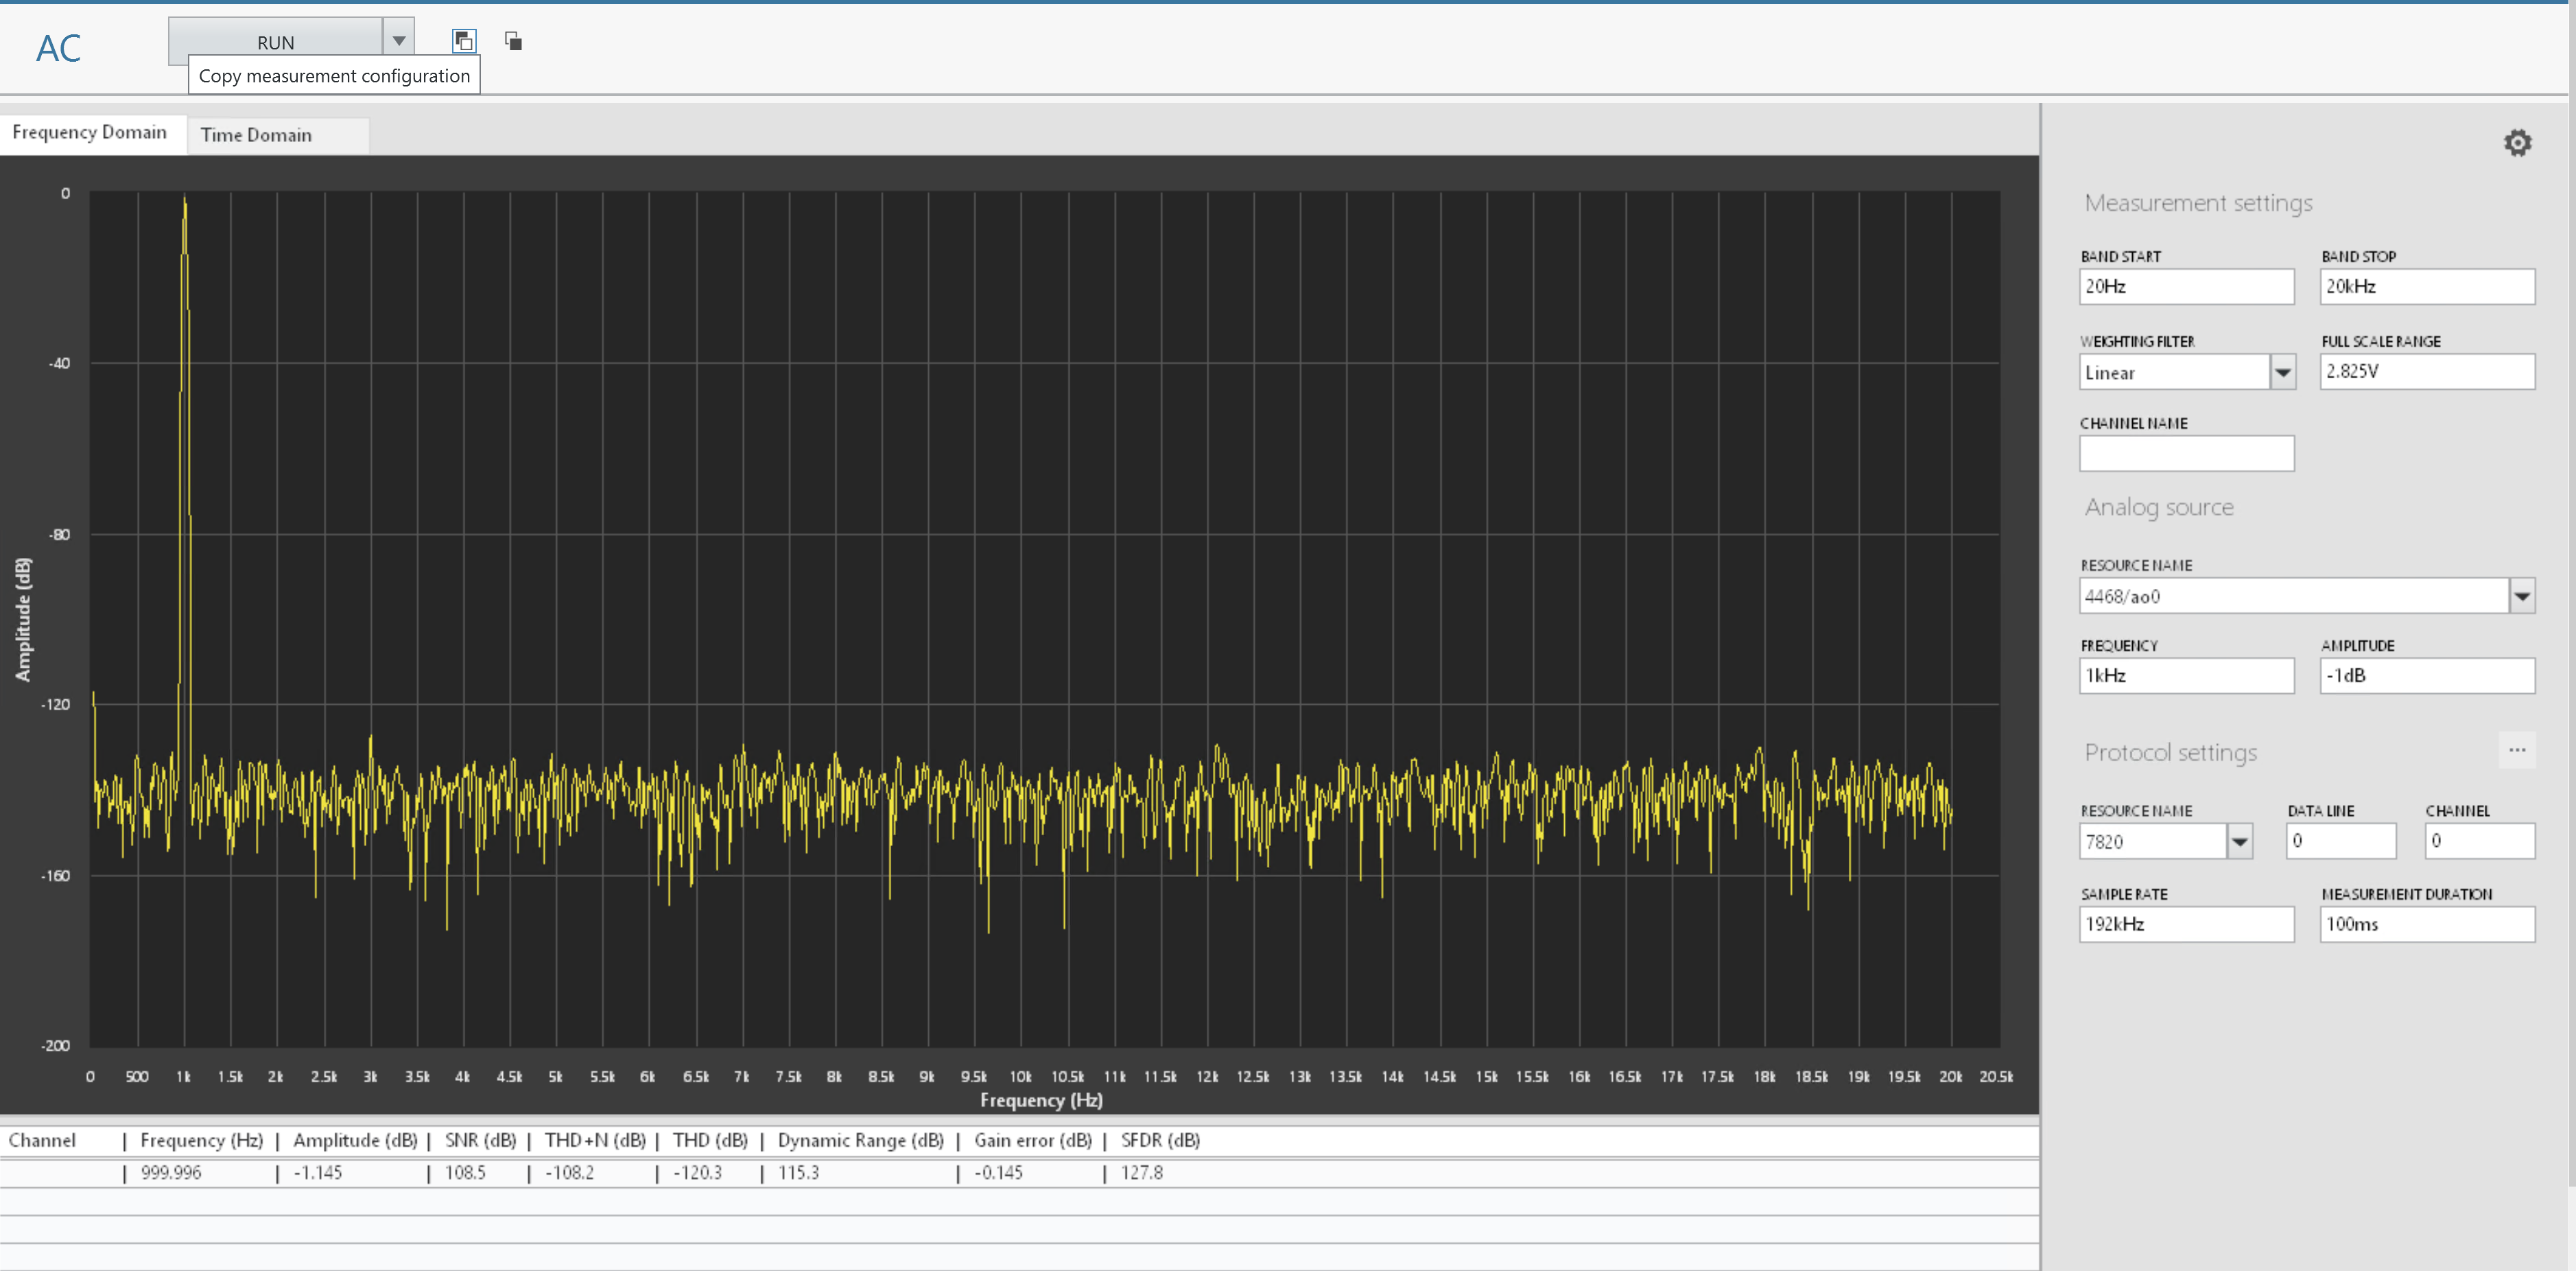 AC
RUN
Copy measurement configuration
Frequency Domain
Time Domain
0
-40
-80
-120
-160
-200
Amplitude (dB)
0 500 1k 1.5k 2k 2.5k 3k 3.5k 4k 4.5k 5k 5.5k 6k 6.5k 7k 7.5k 8k 8.5k 9k 9.5k 10k 10.5k 11k 11.5k 12k 12.5k 13k 13.5k 14k 14.5k 15k 15.5k 16k 16.5k 17k 17.5k 18k 18.5k 19k 19.5k 20k 20.5k
Frequency (Hz)
Channel | Frequency (Hz) | Amplitude (dB) | SNR (dB) | THD+N (dB) | THD (dB) | Dynamic Range (dB) | Gain error (dB) | SFDR (dB)
| 999.996 | -1.145 | 108.5 | -108.2 | -120.3 | 115.3 | -0.145 | 127.8
Measurement settings
BAND START BAND STOP
20Hz 20kHz
WEIGHTING FILTER FULL SCALE RANGE
Linear 2.825V
CHANNEL NAME
Analog source
RESOURCE NAME
4468/ao0
FREQUENCY AMPLITUDE
1kHz -1dB
Protocol settings ...
RESOURCE NAME DATA LINE CHANNEL
7820 0 0
SAMPLE RATE MEASUREMENT DURATION
192kHz 100ms